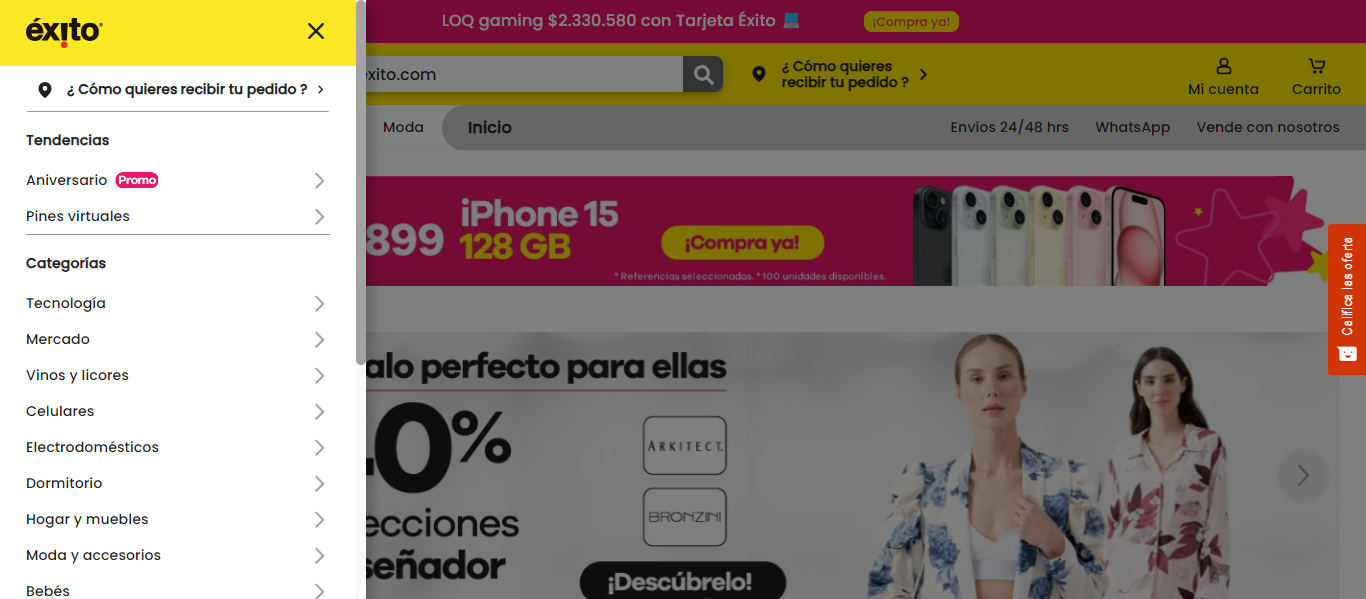 éxito
LOQ gaming $2.330.580 con Tarjeta Éxito
¡Compra ya!
¿ Cómo quieres recibir tu pedido ?
xito.com
¿ Cómo quieres
recibir tu pedido ?
Mi cuenta
Carrito
Moda
Inicio
Envíos 24/48 hrs
WhatsApp
Vende con nosotros
Tendencias
Aniversario Promo
Pines virtuales
Categorías
Tecnología
Mercado
Vinos y licores
Celulares
Electrodomésticos
Dormitorio
Hogar y muebles
Moda y accesorios
Bebés
899
iPhone 15
128 GB
¡Compra ya!
*Referencias seleccionadas. *100 unidades disponibles.
Califica las oferta
alo perfecto para ellas
0%
ecciones
señador
ARKITECT.
BRONZINI
¡Descúbrelo!